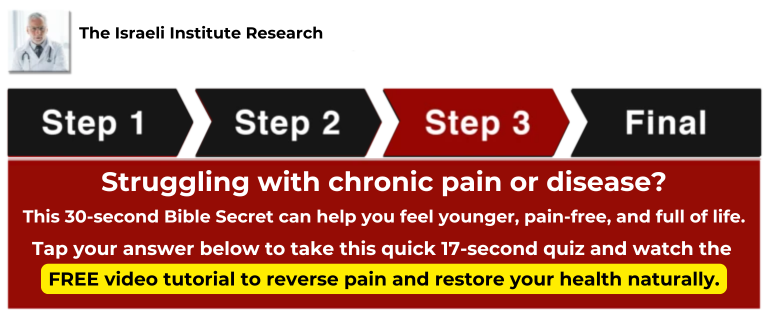 The Israeli Institute Research
Step 1
Step 2
Step 3
Final
Struggling with chronic pain or disease?
This 30-second Bible Secret can help you feel younger, pain-free, and full of life.
Tap your answer below to take this quick 17-second quiz and watch the
FREE video tutorial to reverse pain and restore your health naturally.